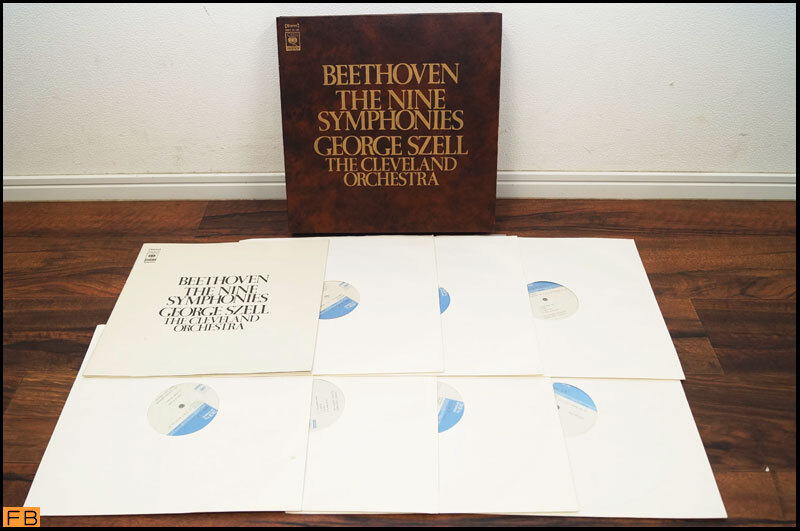 BEETHOVEN
THE NINE
SYMPHONIES
GEORGE SZELL
THE CLEVELAND
ORCHESTRA
BEETHOVEN
THE NINE
SYMPHONIES
GEORGE SZELL
THE CLEVELAND
ORCHESTRA
FB